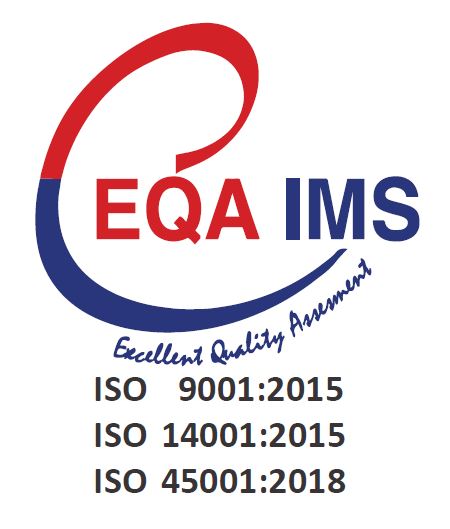 EQA IMS
Excellent Quality Assesment
ISO 9001:2015
ISO 14001:2015
ISO 45001:2018